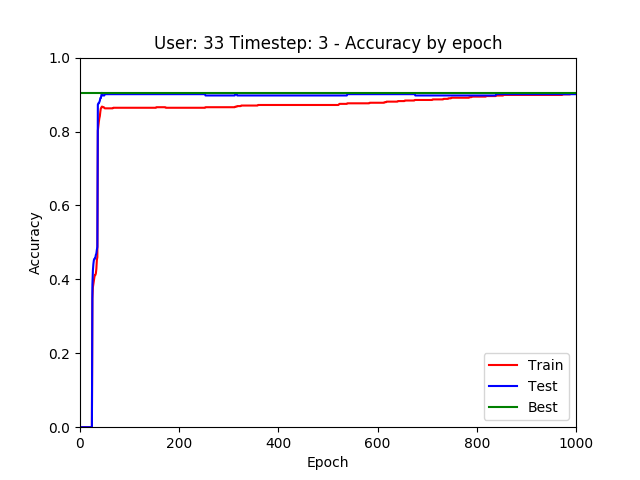 User: 33 Timestep: 3 - Accuracy by epoch
1.0
0.8
0.6
0.4
0.2
0.0
Accuracy
0 200 400 600 800 1000
Epoch
Train
Test
Best